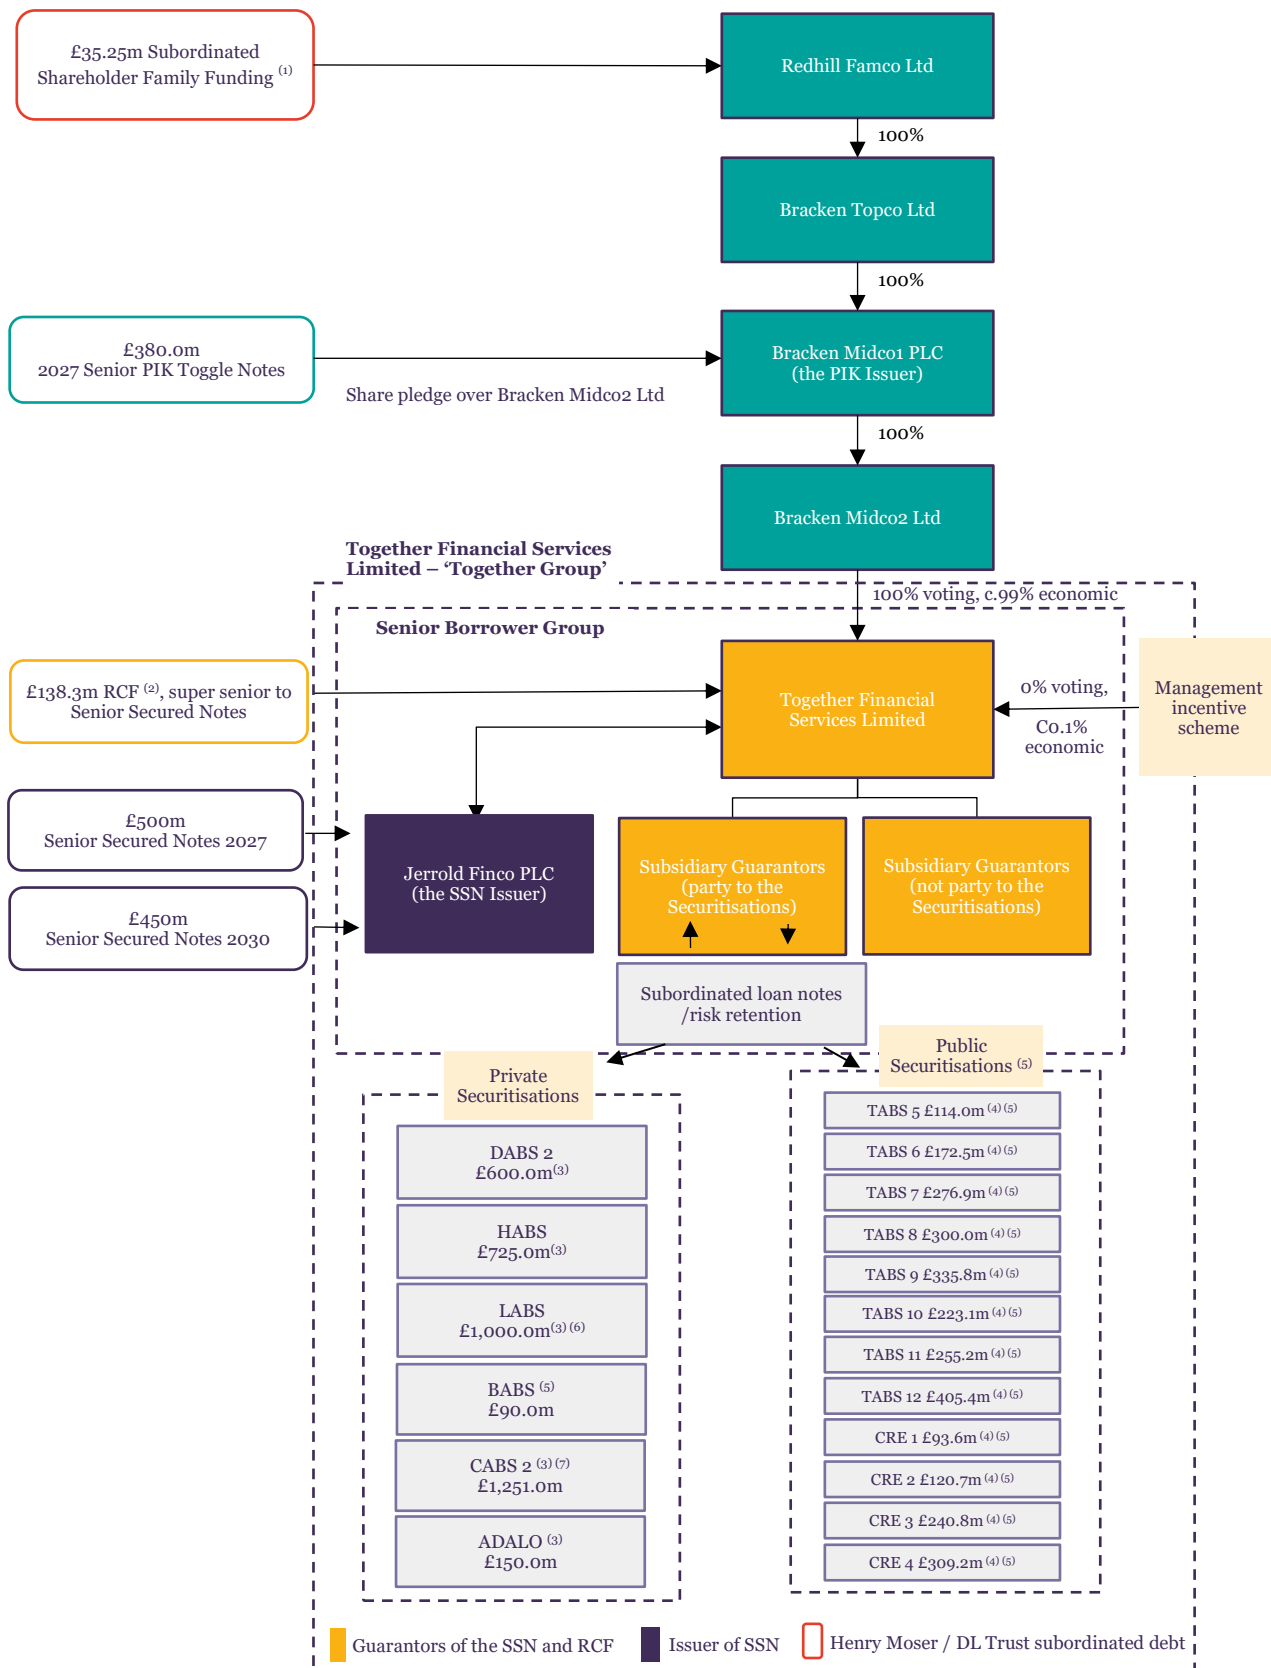 £35.25m Subordinated
Shareholder Family Funding (1)
Redhill Famco Ltd
100%
Bracken Topco Ltd
100%
£380.0m
2027 Senior PIK Toggle Notes
Share pledge over Bracken Midco2 Ltd
Bracken Midco1 PLC
(the PIK Issuer)
100%
Bracken Midco2 Ltd
Together Financial Services
Limited – ‘Together Group’
100% voting, c.99% economic
Senior Borrower Group
£138.3m RCF (2), super senior to
Senior Secured Notes
Together Financial
Services Limited
0% voting,
C0.1%
economic
Management
incentive
scheme
£500m
Senior Secured Notes 2027
£450m
Senior Secured Notes 2030
Jerrold Finco PLC
(the SSN Issuer)
Subsidiary Guarantors
(party to the
Securitisations)
Subsidiary Guarantors
(not party to the
Securitisations)
Subordinated loan notes
/risk retention
Private
Securitisations
DABS 2
£600.0m(3)
HABS
£725.0m(3)
LABS
£1,000.0m(3) (6)
BABS (5)
£90.0m
CABS 2 (3) (7)
£1,251.0m
ADALO (3)
£150.0m
Public
Securitisations (5)
TABS 5 £114.0m (4) (5)
TABS 6 £172.5m (4) (5)
TABS 7 £276.9m (4) (5)
TABS 8 £300.0m (4) (5)
TABS 9 £335.8m (4) (5)
TABS 10 £223.1m (4) (5)
TABS 11 £255.2m (4) (5)
TABS 12 £405.4m (4) (5)
CRE 1 £93.6m (4) (5)
CRE 2 £120.7m (4) (5)
CRE 3 £240.8m (4) (5)
CRE 4 £309.2m (4) (5)
Guarantors of the SSN and RCF
Issuer of SSN
Henry Moser / DL Trust subordinated debt